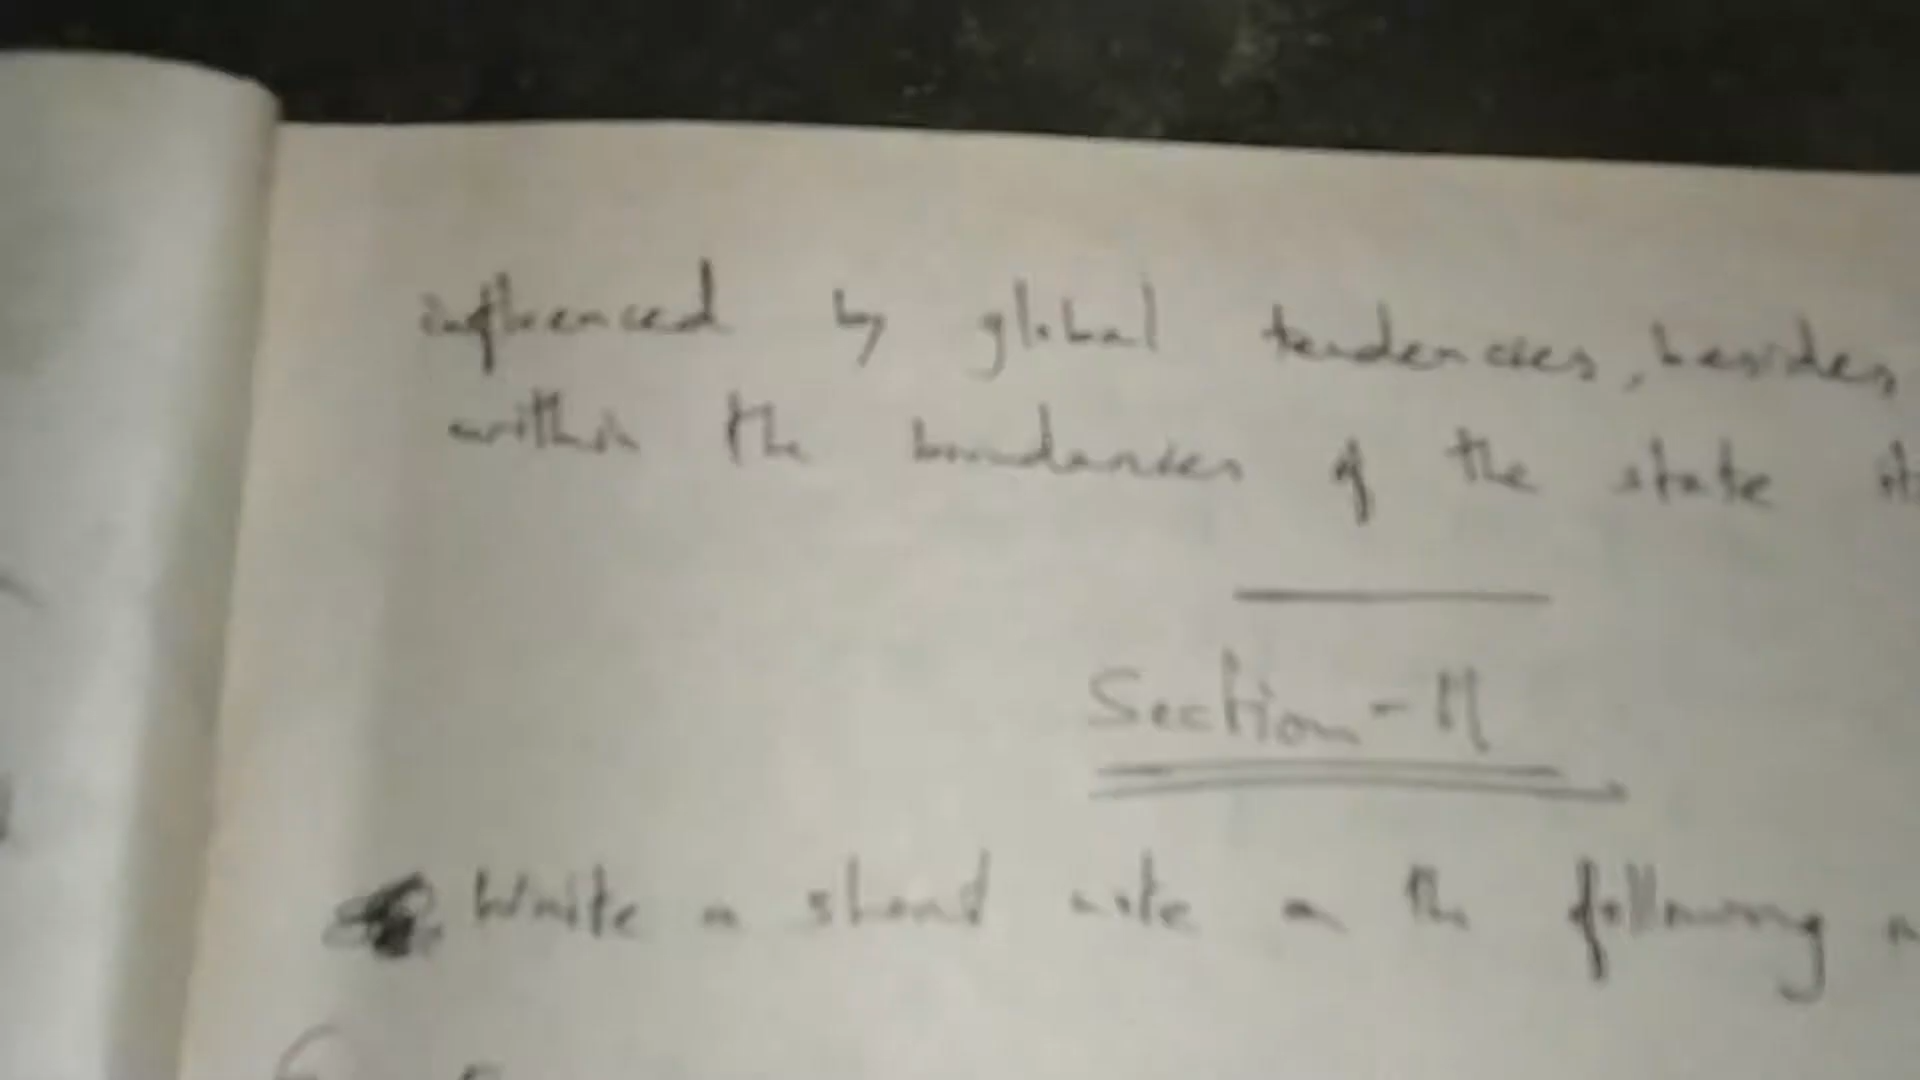 influenced by global tendencies, besides
within the boundaries of the state
Section - II
Write a short note on the following